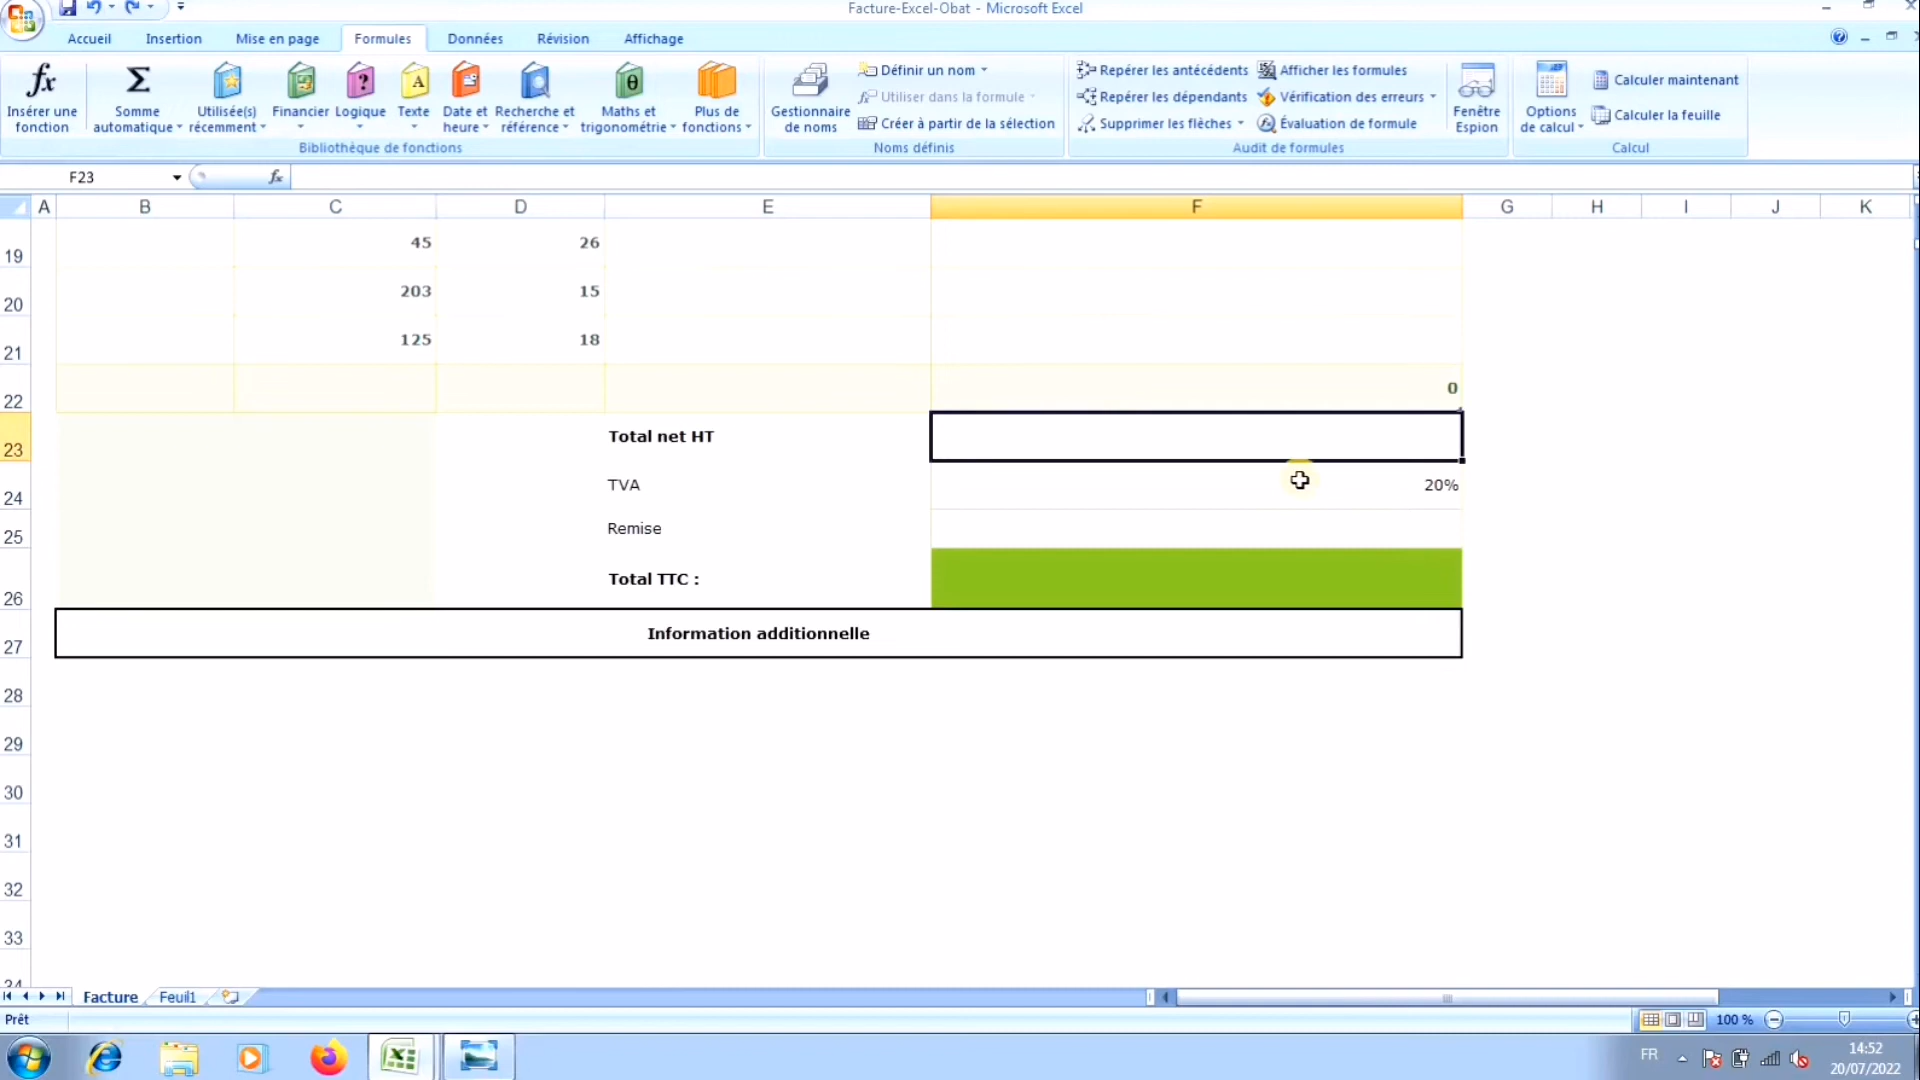 Facture-Excel-Obat - Microsoft Excel
Accueil Insertion Mise en page Formules Données Révision Affichage
fx Σ ? A θ
Insérer une fonction
Somme automatique
Utilisée(s) récemment
Financier
Logique
Texte
Date et heure
Recherche et référence
Maths et trigonométrie
Plus de fonctions
Bibliothèque de fonctions
Gestionnaire de noms
Définir un nom
Utiliser dans la formule
Créer à partir de la sélection
Noms définis
Repérer les antécédents
Repérer les dépendants
Supprimer les flèches
Afficher les formules
Vérification des erreurs
Évaluation de formule
Fenêtre Espion
Audit de formules
Options de calcul
Calculer maintenant
Calculer la feuille
Calcul
F23 fx
A B C D E F G H I J K
19 45 26
20 203 15
21 125 18
22 0
23 Total net HT
24 TVA 20%
25 Remise
26 Total TTC :
27 Information additionnelle
28
29
30
31
32
33
34
Facture Feuil1
Prêt 100 %
FR 14:52
20/07/2022